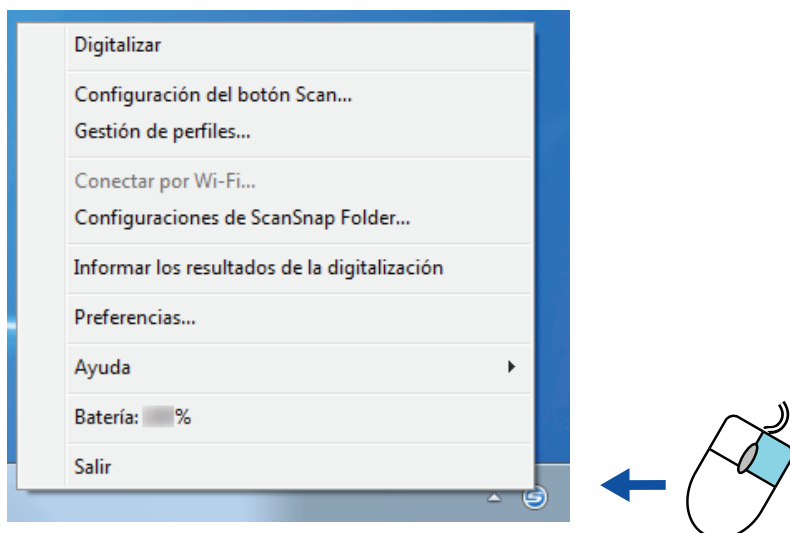 Digitalizar
Configuración del botón Scan...
Gestión de perfiles...
Conectar por Wi-Fi...
Configuraciones de ScanSnap Folder...
Informar los resultados de la digitalización
Preferencias...
Ayuda
Batería: %
Salir